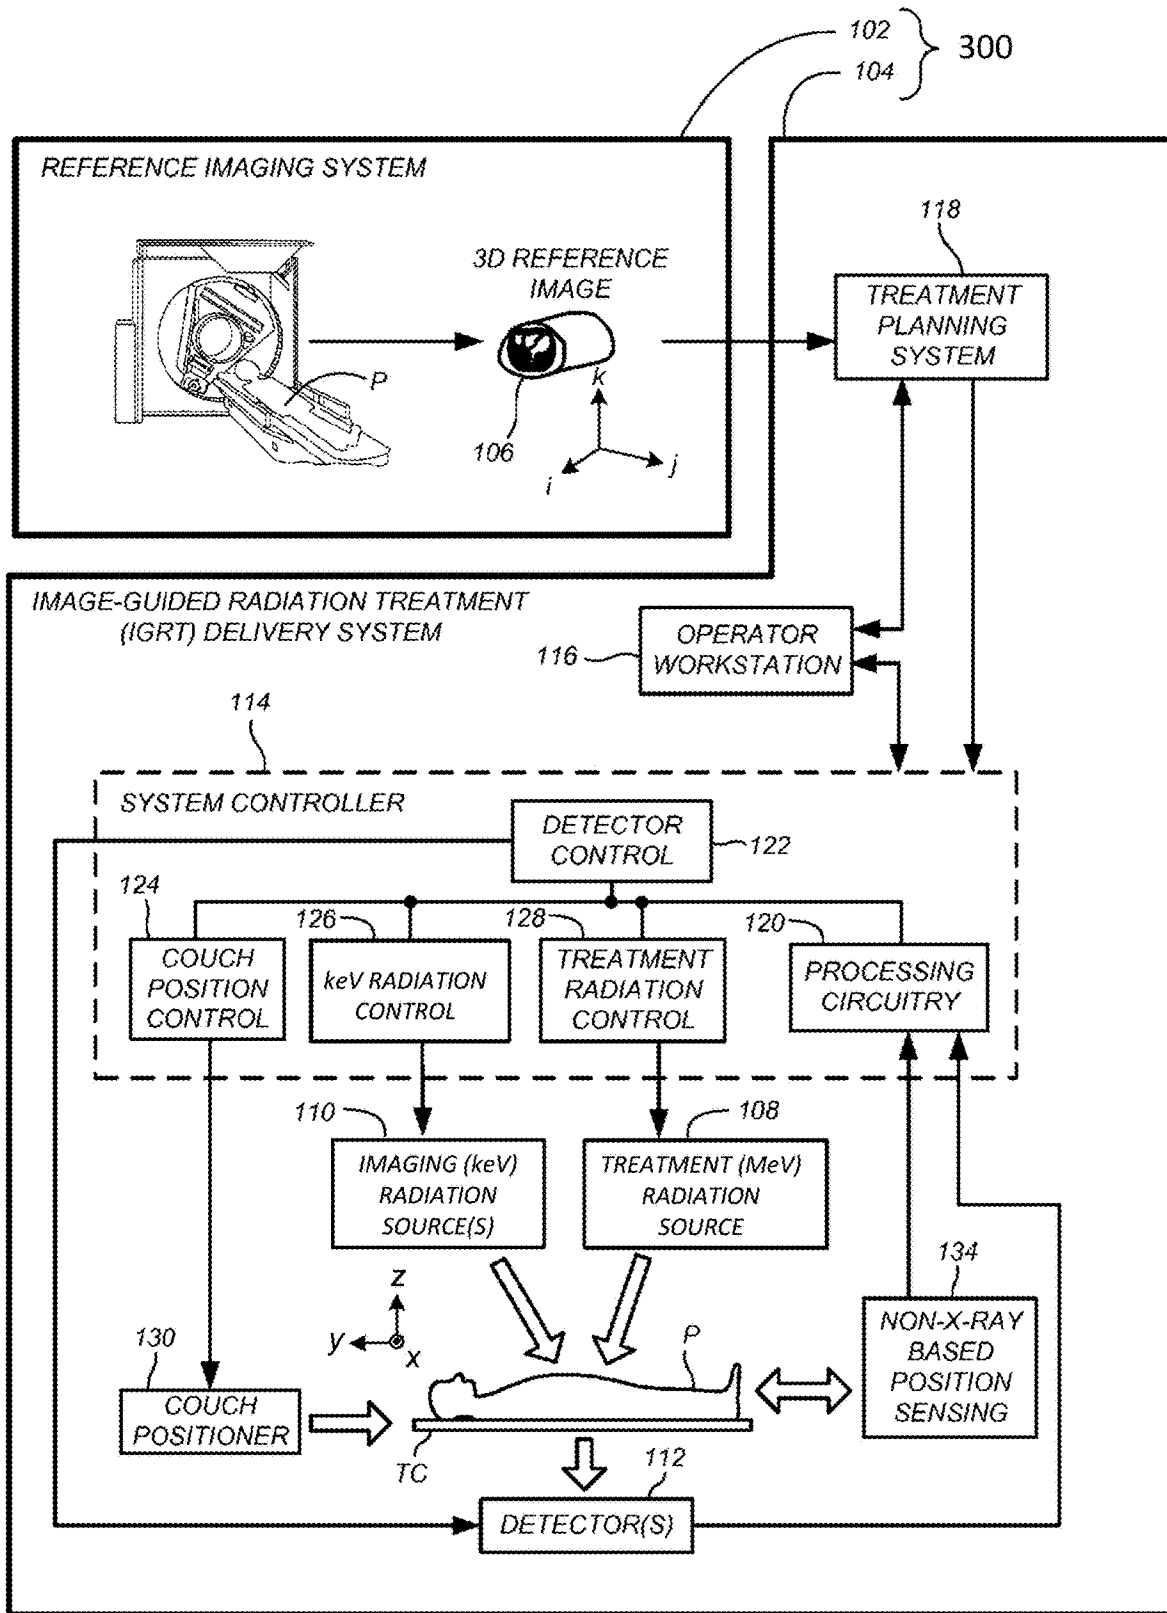 102
300
104
REFERENCE IMAGING SYSTEM
118
3D REFERENCE
IMAGE
TREATMENT
PLANNING
SYSTEM
P
k
106
i
j
IMAGE-GUIDED RADIATION TREATMENT
(IGRT) DELIVERY SYSTEM
OPERATOR
WORKSTATION
116
114
SYSTEM CONTROLLER
DETECTOR
CONTROL
122
124
126
128
120
COUCH
POSITION
CONTROL
keV RADIATION
CONTROL
TREATMENT
RADIATION
CONTROL
PROCESSING
CIRCUITRY
110
108
IMAGING (keV)
RADIATION
SOURCE(S)
TREATMENT (MeV)
RADIATION
SOURCE
134
z
y
x
P
NON-X-RAY
BASED
POSITION
SENSING
130
COUCH
POSITIONER
TC
112
DETECTOR(S)